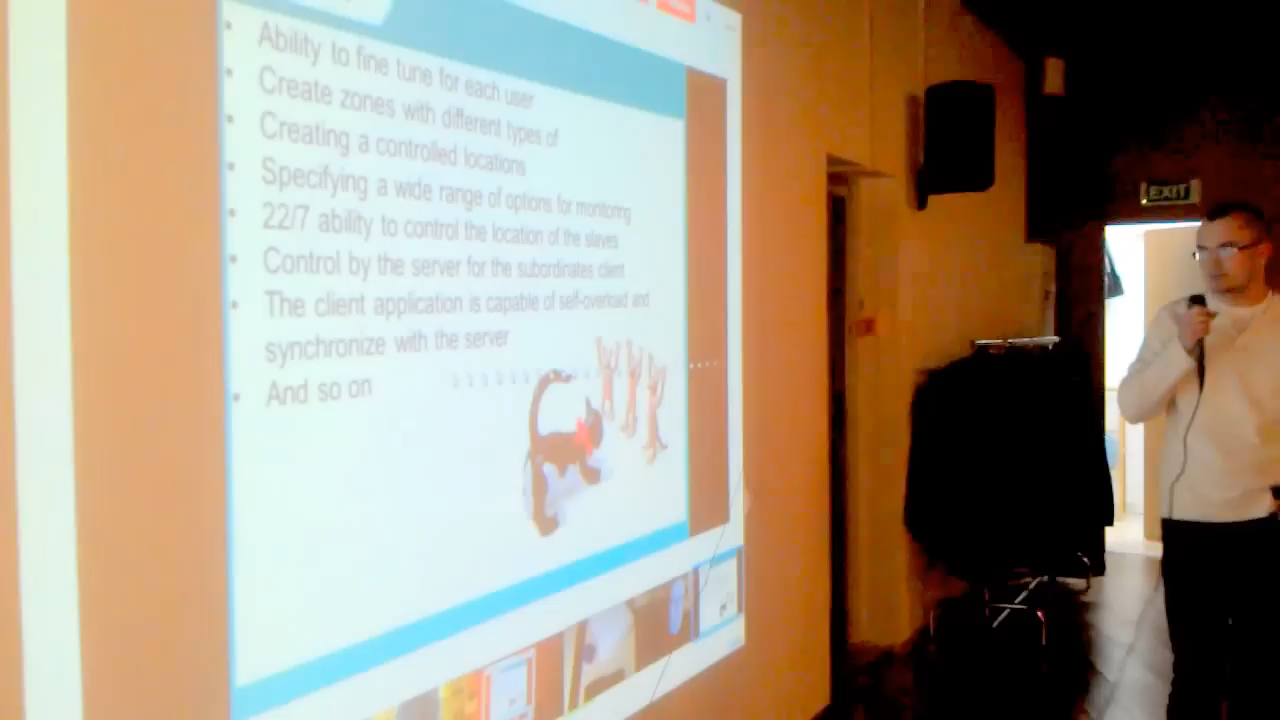 Ability to fine tune for each user
Create zones with different types of
Creating a controlled locations
Specifying a wide range of options for monitoring
22/7 ability to control the location of the slaves
Control by the server for the subordinates client
The client application is capable of self-overload and
synchronize with the server
And so on
EXIT